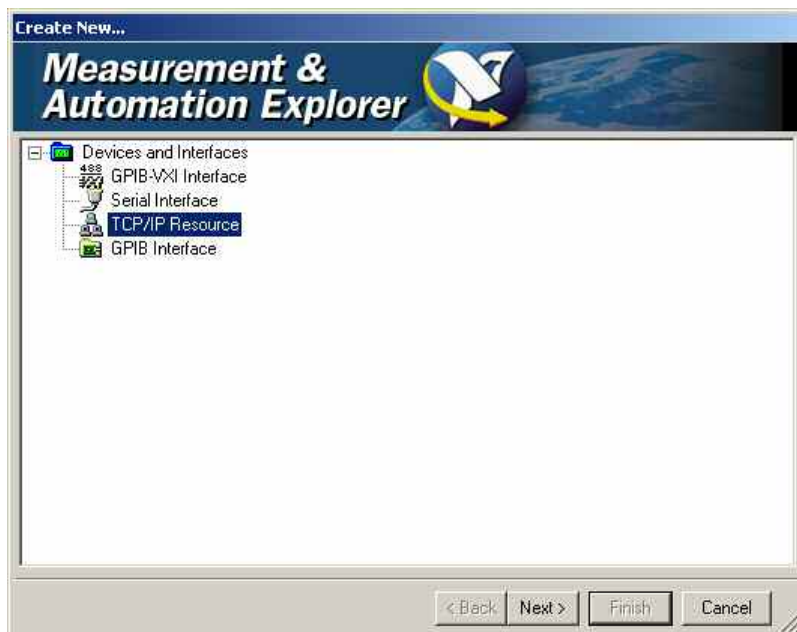 Create New...
Measurement &
Automation Explorer
Devices and Interfaces
488
GPIB-VXI Interface
Serial Interface
TCP/IP Resource
GPIB Interface
< Back
Next >
Finish
Cancel